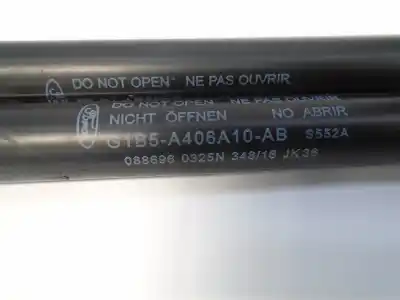 DO NOT OPEN NE PAS OUVRIR
NICHT ÖFFNEN NO ABRIR
G1B5-A406A10-AB S552A
088696 0325N 348/16 JK36